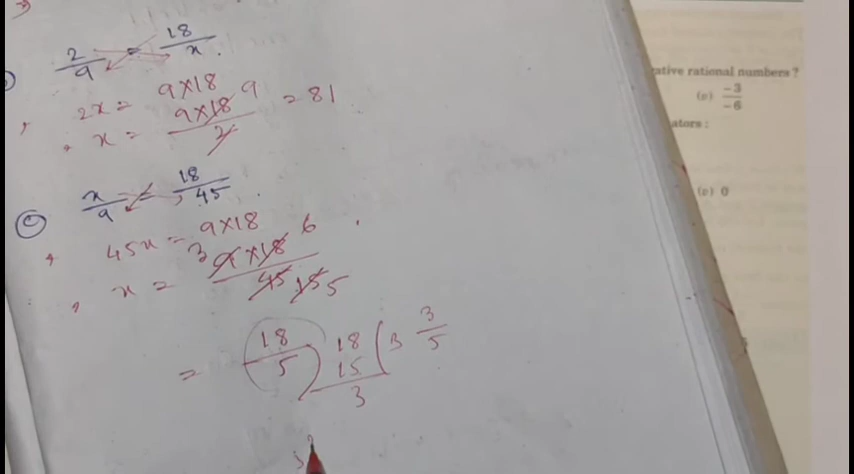 2/9 = 18/x .
2x = 9×18
x = 9×18 9 / 2 = 81
(c) x/9 = 18/45 .
45x = 9×18
x = 3 9×18 6 / 45 15 5
= 18/5 ) 18 ( 3 3/5
15
3
ative rational numbers ?
(c) -3/-6
ators :
(c) 0